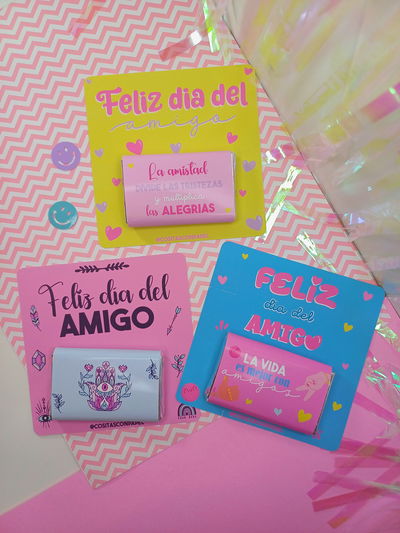 Feliz dia del
amigo
La amistad
DIVIDE LAS TRISTEZAS
y multiplica
las ALEGRIAS
@COSITASCONPAPEL
Feliz dia del
AMIGO
@COSITASCONPAPEL
FELIZ
dia del
AMIGO
LA VIDA
es mejor con
amigos